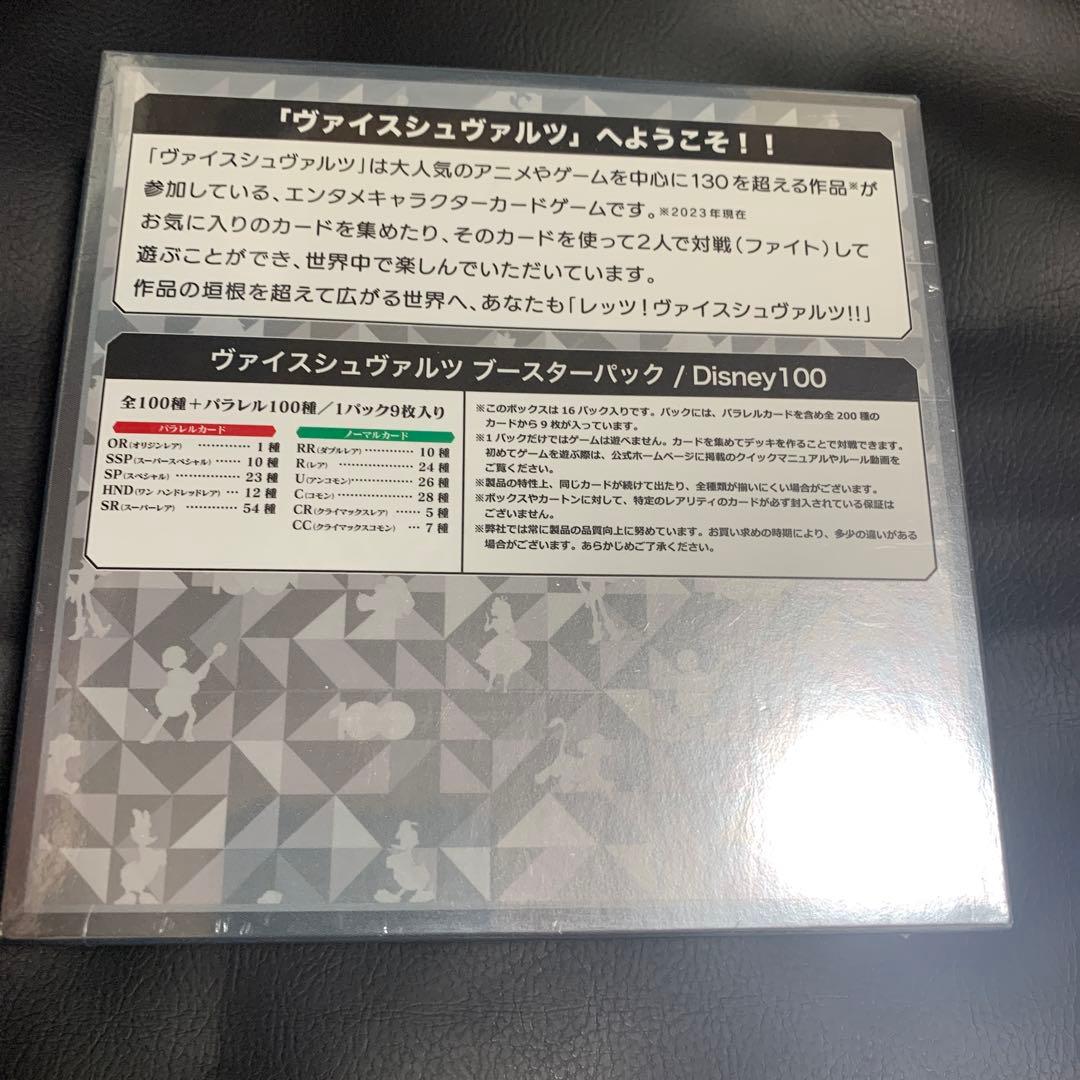 「ヴァイスシュヴァルツ」へようこそ！！
「ヴァイスシュヴァルツ」は大人気のアニメやゲームを中心に130を超える作品※が
参加している、エンタメキャラクターカードゲームです。※2023年現在
お気に入りのカードを集めたり、そのカードを使って2人で対戦(ファイト)して
遊ぶことができ、世界中で楽しんでいただいています。
作品の垣根を超えて広がる世界へ、あなたも「レッツ！ヴァイスシュヴァルツ!!」
ヴァイスシュヴァルツ ブースターパック / Disney100
全100種＋パラレル100種／1パック9枚入り
パラレルカード
OR(オリジンレア) ………… 1種
SSP(スーパースペシャル) …… 10種
SP(スペシャル) ………… 23種
HND(ワン ハンドレッドレア) … 12種
SR(スーパーレア) ………… 54種
ノーマルカード
RR(ダブルレア) ………… 10種
R(レア) ………… 24種
U(アンコモン) ………… 26種
C(コモン) ………… 28種
CR(クライマックスレア) …… 5種
CC(クライマックスコモン) … 7種
※このボックスは16パック入りです。パックには、パラレルカードを含め全200種の
カードから9枚が入っています。
※1パックだけではゲームは遊べません。カードを集めてデッキを作ることで対戦できます。
初めてゲームを遊ぶ際は、公式ホームページに掲載のクイックマニュアルやルール動画を
ご覧ください。
※製品の特性上、同じカードが続けて出たり、全種類が揃いにくい場合がございます。
※ボックスやカートンに対して、特定のレアリティのカードが必ず封入されている保証は
ございません。
※弊社では常に製品の品質向上に努めています。お買い求めの時期により、多少の違いがある
場合がございます。あらかじめご了承ください。
100
100